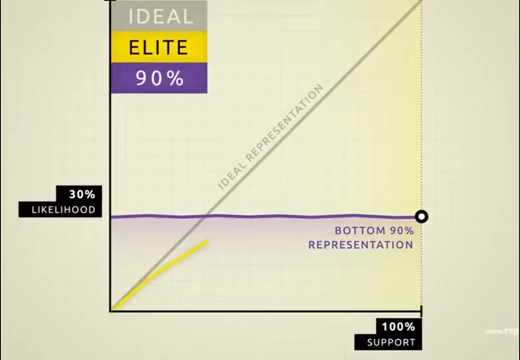 IDEAL
ELITE
90%
IDEAL REPRESENTATION
30%
LIKELIHOOD
BOTTOM 90%
REPRESENTATION
100%
SUPPORT